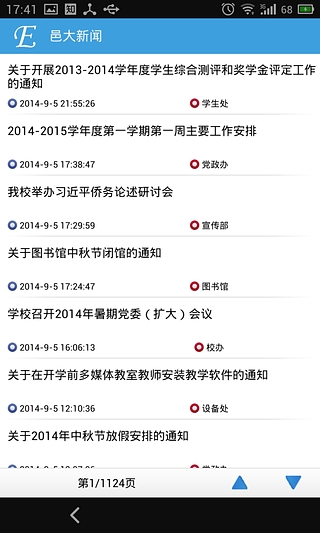 17:41
3G
68
E
邑大新闻
关于开展2013-2014学年度学生综合测评和奖学金评定工作
的通知
2014-9-5 21:55:26
学生处
2014-2015学年度第一学期第一周主要工作安排
2014-9-5 17:38:47
党政办
我校举办习近平侨务论述研讨会
2014-9-5 17:29:59
宣传部
关于图书馆中秋节闭馆的通知
2014-9-5 17:24:47
图书馆
学校召开2014年暑期党委（扩大）会议
2014-9-5 16:06:13
校办
关于在开学前多媒体教室教师安装教学软件的通知
2014-9-5 12:10:36
设备处
关于2014年中秋节放假安排的通知
第1/1124页